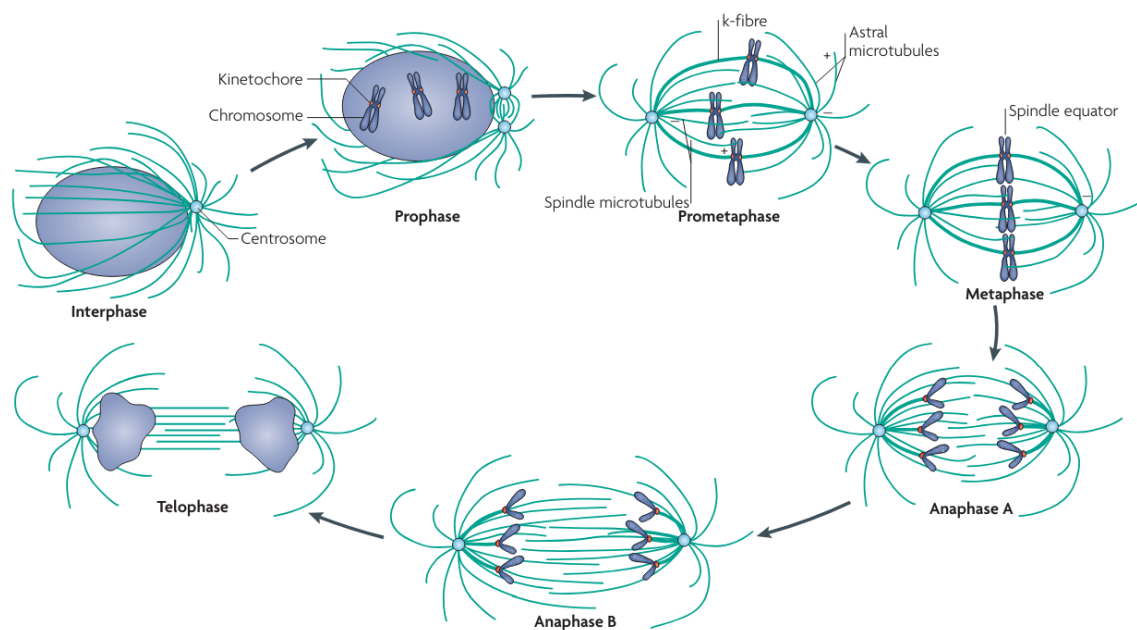 k-fibre
Astral
microtubules
+
Kinetochore
Chromosome
−
−
+
Spindle microtubules
Prophase
Prometaphase
Spindle equator
−
Centrosome
Interphase
Metaphase
Telophase
Anaphase A
Anaphase B